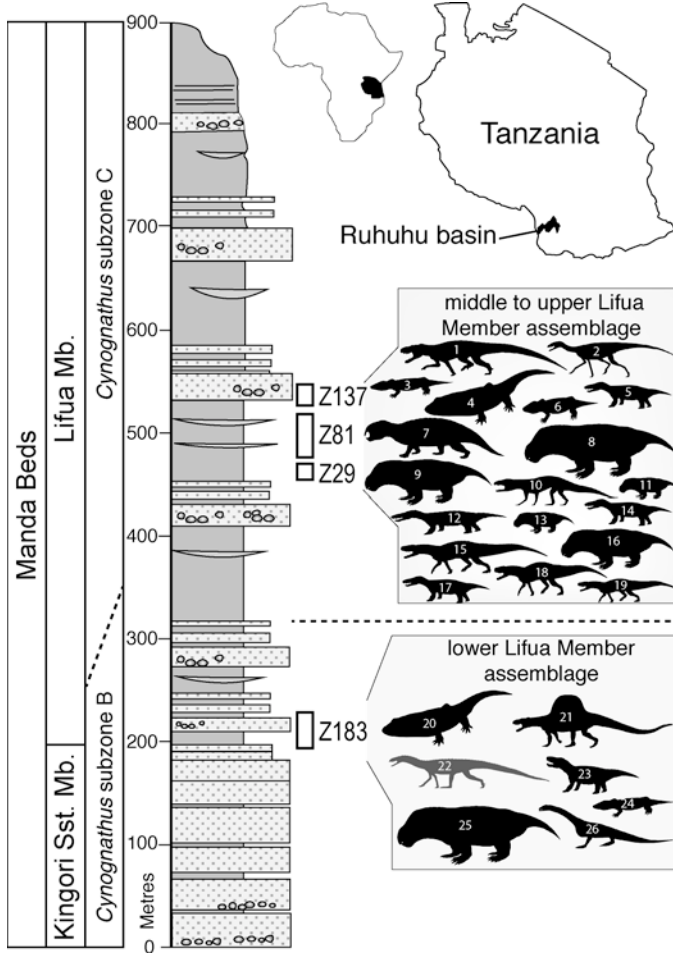 Manda Beds
Lifua Mb.
Kingori Sst. Mb.
Cynognathus subzone C
Cynognathus subzone B
900
800
700
600
500
400
300
200
100
0
Metres
Z137
Z81
Z29
Z183
Tanzania
Ruhuhu basin
middle to upper Lifua
Member assemblage
1
2
3
4
5
6
7
8
9
10
11
12
13
14
15
16
17
18
19
lower Lifua Member
assemblage
20
21
22
23
24
25
26